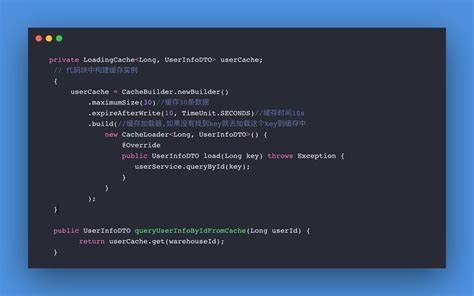 private LoadingCache<Long, UserInfoDTO> userCache;
// 代码块中构建缓存实例
{
userCache = CacheBuilder.newBuilder()
.maximumSize(30)//缓存30条数据
.expireAfterWrite(10, TimeUnit.SECONDS)//缓存时间10s
.build(//缓存加载器,如果没有找到key就去加载这个key到缓存中
new CacheLoader<Long, UserInfoDTO>() {
@Override
public UserInfoDTO load(Long key) throws Exception {
userService.queryById(key);
}
}
);
}
public UserInfoDTO queryUserInfoByIdFromCache(Long userId) {
return userCache.get(warehouseId);
}